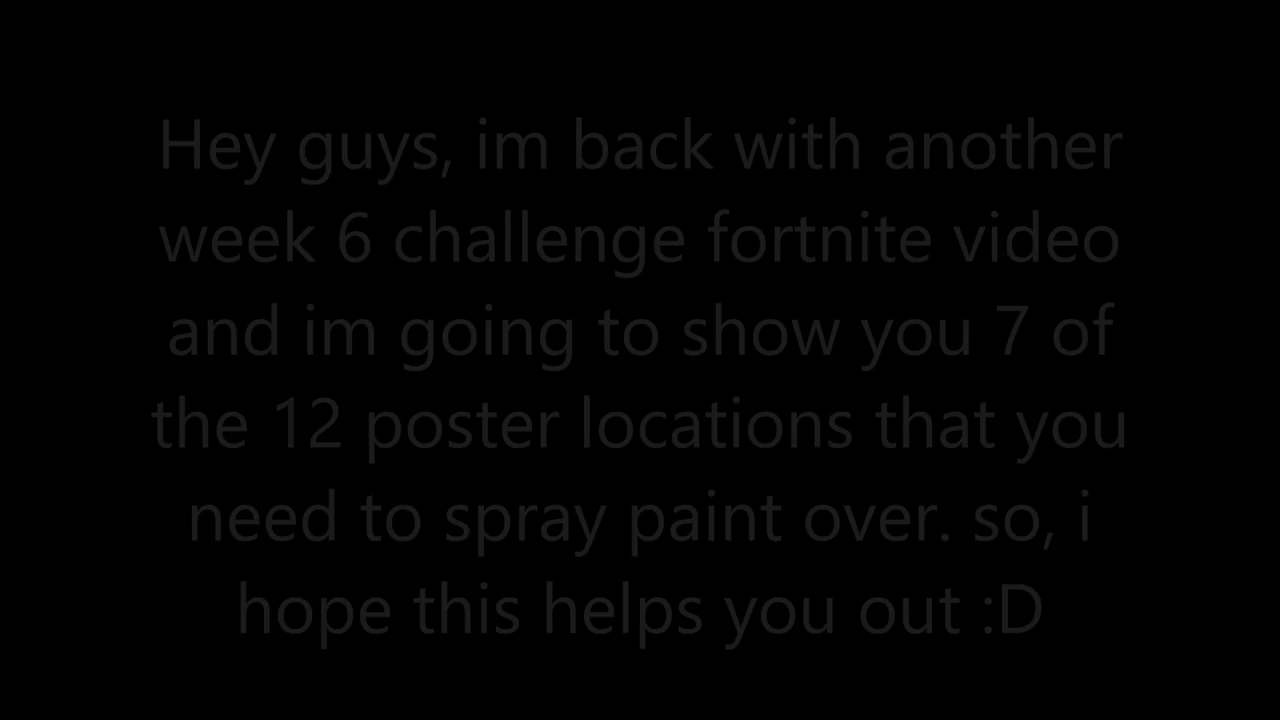 Hey guys, im back with another
week 6 challenge fortnite video
and im going to show you 7 of
the 12 poster locations that you
need to spray paint over. so, i
hope this helps you out :D